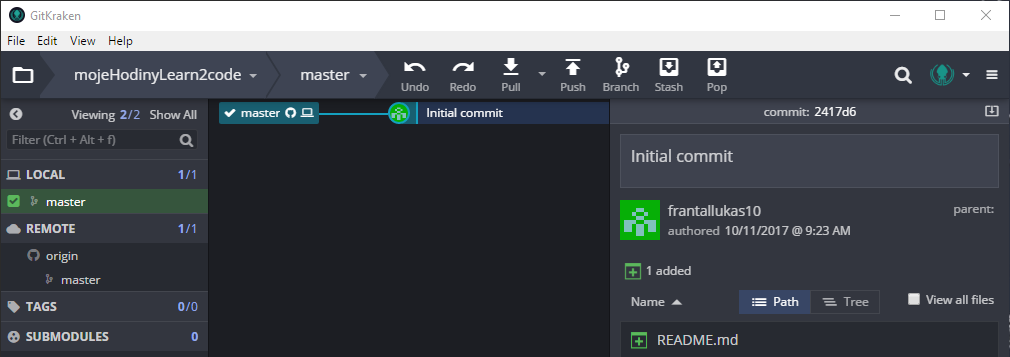 GitKraken
File Edit View Help
mojeHodinyLearn2code master
Undo Redo Pull Push Branch Stash Pop
Viewing 2/2 Show All
Filter (Ctrl + Alt + f)
LOCAL 1/1
master
REMOTE 1/1
origin
master
TAGS 0/0
SUBMODULES 0
master Initial commit
commit: 2417d6
Initial commit
frantallukas10 parent:
authored 10/11/2017 @ 9:23 AM
1 added
Name Path Tree View all files
README.md